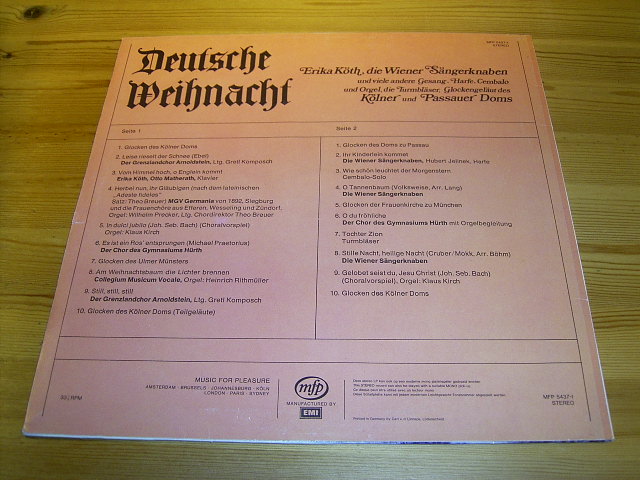 MFP 5437-1
STEREO
Deutsche
Weihnacht
Erika Köth, die Wiener Sängerknaben
und viele andere Gesang, Harfe, Cembalo
und Orgel, die Turmbläser, Glockengeläut des
Kölner und Passauer Doms
Seite 1
1. Glocken des Kölner Doms
2. Leise rieselt der Schnee (Ebel)
Der Grenzlandchor Arnoldstein, Ltg. Gretl Komposch
3. Vom Himmel hoch, o Englein kommt
Erika Köth, Otto Matherath, Klavier
4. Herbei nun, ihr Gläubigen (nach dem lateinischen
„Adeste fideles"
Satz: Theo Breuer) MGV Germania von 1892, Siegburg
und die Frauenchöre aus Efferen, Wesseling und Zündorf,
Orgel: Wilhelm Precker, Ltg. Chordirektor Theo Breuer
5. In dulci jubilo (Joh. Seb. Bach) (Choralvorspiel)
Orgel: Klaus Kirch
6. Es ist ein Ros' entsprungen (Michael Praetorius)
Der Chor des Gymnasiums Hürth
7. Glocken des Ulmer Münsters
8. Am Weihnachtsbaum die Lichter brennen
Collegium Musicum Vocale, Orgel: Heinrich Rithmüller
9. Still, still, still
Der Grenzlandchor Arnoldstein, Ltg. Gretl Komposch
10. Glocken des Kölner Doms (Teilgeläute)
Seite 2
1. Glocken des Doms zu Passau
2. Ihr Kinderlein kommet
Die Wiener Sängerknaben, Hubert Jelinek, Harfe
3. Wie schön leuchtet der Morgenstern
Cembalo-Solo
4. O Tannenbaum (Volksweise, Arr. Lang)
Die Wiener Sängerknaben
5. Glocken der Frauenkirche zu München
6. O du fröhliche
Der Chor des Gymnasiums Hürth mit Orgelbegleitung
7. Tochter Zion
Turmbläser
8. Stille Nacht, heilige Nacht (Gruber/Mohr, Arr. Böhm)
Die Wiener Sängerknaben
9. Gelobet seist du, Jesu Christ (Joh. Seb. Bach)
(Choralvorspiel), Orgel: Klaus Kirch
10. Glocken des Kölner Doms
33 RPM
MUSIC FOR PLEASURE
AMSTERDAM · BRUSSELS · JOHANNESBURG · KÖLN
LONDON · PARIS · SYDNEY
mfp
MANUFACTURED BY
EMI
MFP 5437-1
STEREO